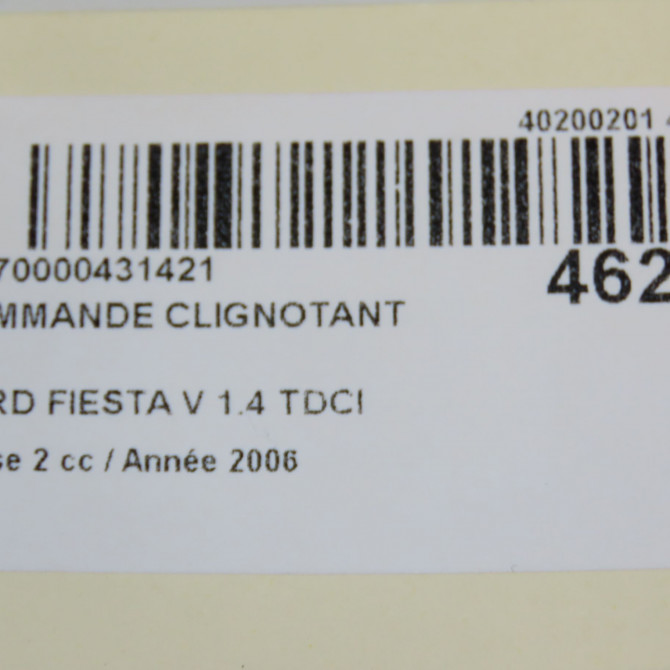 40200201
70000431421
462
MMANDE CLIGNOTANT
RD FIESTA V 1.4 TDCI
se 2 cc / Année 2006